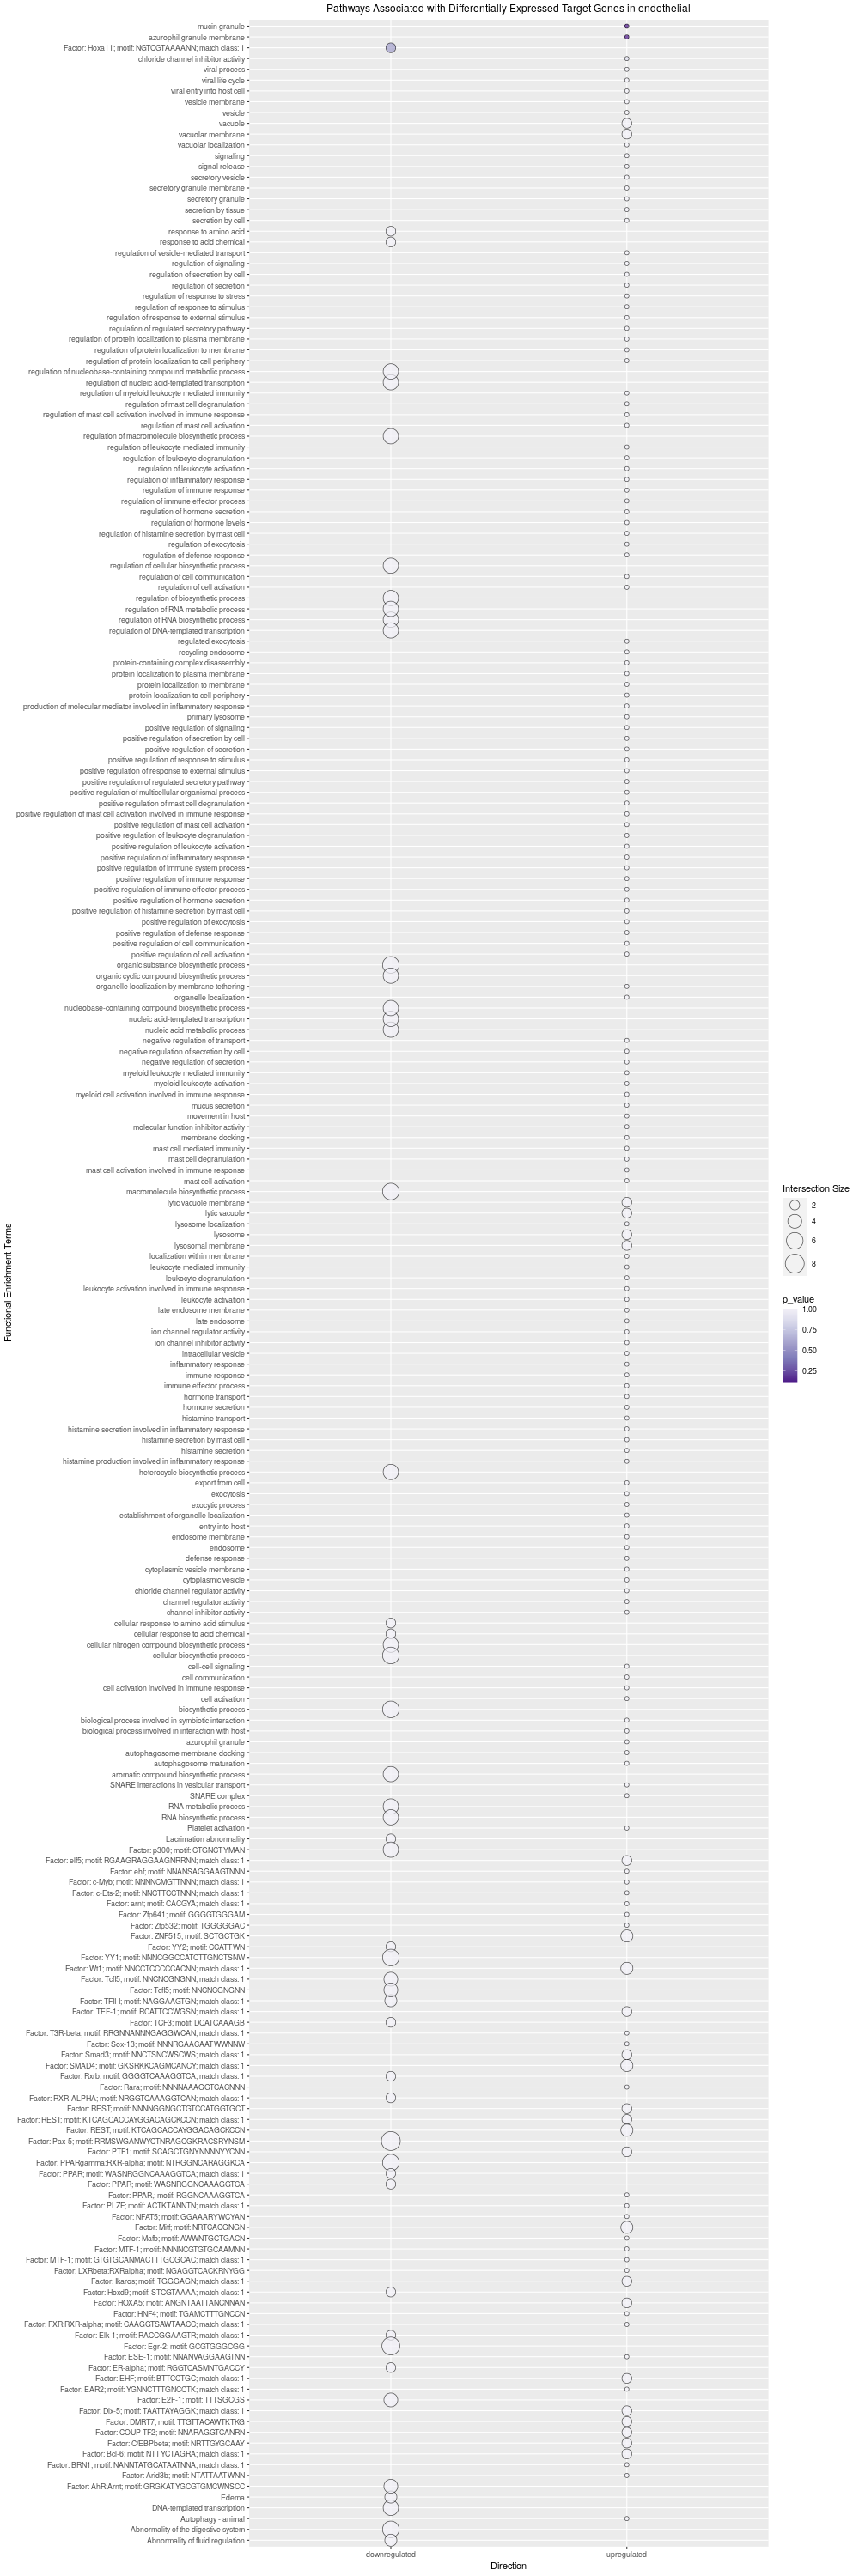 Pathways Associated with Differentially Expressed Target Genes in endothelial
mucin granule
azurophil granule membrane
Factor: Hoxa11; motif: NGTCGTAAAANN; match class: 1
chloride channel inhibitor activity
viral process
viral life cycle
viral entry into host cell
vesicle membrane
vesicle
vacuole
vacuolar membrane
vacuolar localization
signaling
signal release
secretory vesicle
secretory granule membrane
secretory granule
secretion by tissue
secretion by cell
response to amino acid
response to acid chemical
regulation of vesicle-mediated transport
regulation of signaling
regulation of secretion by cell
regulation of secretion
regulation of response to stress
regulation of response to stimulus
regulation of response to external stimulus
regulation of regulated secretory pathway
regulation of protein localization to plasma membrane
regulation of protein localization to membrane
regulation of protein localization to cell periphery
regulation of nucleobase-containing compound metabolic process
regulation of nucleic acid-templated transcription
regulation of myeloid leukocyte mediated immunity
regulation of mast cell degranulation
regulation of mast cell activation involved in immune response
regulation of mast cell activation
regulation of macromolecule biosynthetic process
regulation of leukocyte mediated immunity
regulation of leukocyte degranulation
regulation of leukocyte activation
regulation of inflammatory response
regulation of immune response
regulation of immune effector process
regulation of hormone secretion
regulation of hormone levels
regulation of histamine secretion by mast cell
regulation of exocytosis
regulation of defense response
regulation of cellular biosynthetic process
regulation of cell communication
regulation of cell activation
regulation of biosynthetic process
regulation of RNA metabolic process
regulation of RNA biosynthetic process
regulation of DNA-templated transcription
regulated exocytosis
recycling endosome
protein-containing complex disassembly
protein localization to plasma membrane
protein localization to membrane
protein localization to cell periphery
production of molecular mediator involved in inflammatory response
primary lysosome
positive regulation of signaling
positive regulation of secretion by cell
positive regulation of secretion
positive regulation of response to stimulus
positive regulation of response to external stimulus
positive regulation of regulated secretory pathway
positive regulation of multicellular organismal process
positive regulation of mast cell degranulation
positive regulation of mast cell activation involved in immune response
positive regulation of mast cell activation
positive regulation of leukocyte degranulation
positive regulation of leukocyte activation
positive regulation of inflammatory response
positive regulation of immune system process
positive regulation of immune response
positive regulation of immune effector process
positive regulation of hormone secretion
positive regulation of histamine secretion by mast cell
positive regulation of exocytosis
positive regulation of defense response
positive regulation of cell communication
positive regulation of cell activation
organic substance biosynthetic process
organic cyclic compound biosynthetic process
organelle localization by membrane tethering
organelle localization
nucleobase-containing compound biosynthetic process
nucleic acid-templated transcription
nucleic acid metabolic process
negative regulation of transport
negative regulation of secretion by cell
negative regulation of secretion
myeloid leukocyte mediated immunity
myeloid leukocyte activation
myeloid cell activation involved in immune response
mucus secretion
movement in host
molecular function inhibitor activity
membrane docking
mast cell mediated immunity
mast cell degranulation
mast cell activation involved in immune response
mast cell activation
macromolecule biosynthetic process
lytic vacuole membrane
lytic vacuole
lysosome localization
lysosome
lysosomal membrane
localization within membrane
leukocyte mediated immunity
leukocyte degranulation
leukocyte activation involved in immune response
leukocyte activation
late endosome membrane
late endosome
ion channel regulator activity
ion channel inhibitor activity
intracellular vesicle
inflammatory response
immune response
immune effector process
hormone transport
hormone secretion
histamine transport
histamine secretion involved in inflammatory response
histamine secretion by mast cell
histamine secretion
histamine production involved in inflammatory response
heterocycle biosynthetic process
export from cell
exocytosis
exocytic process
establishment of organelle localization
entry into host
endosome membrane
endosome
defense response
cytoplasmic vesicle membrane
cytoplasmic vesicle
chloride channel regulator activity
channel regulator activity
channel inhibitor activity
cellular response to amino acid stimulus
cellular response to acid chemical
cellular nitrogen compound biosynthetic process
cellular biosynthetic process
cell-cell signaling
cell communication
cell activation involved in immune response
cell activation
biosynthetic process
biological process involved in symbiotic interaction
biological process involved in interaction with host
azurophil granule
autophagosome membrane docking
autophagosome maturation
aromatic compound biosynthetic process
SNARE interactions in vesicular transport
SNARE complex
RNA metabolic process
RNA biosynthetic process
Platelet activation
Lacrimation abnormality
Factor: p300; motif: CTGNCTYMAN
Factor: elf5; motif: RGAAGRAGGAAGNRRNN; match class: 1
Factor: ehf; motif: NNANSAGGAAGTNNN
Factor: c-Myb; motif: NNNNCMGTTNNN; match class: 1
Factor: c-Ets-2; motif: NNCTTCCTNNN; match class: 1
Factor: arnt; motif: CACGYA; match class: 1
Factor: Zfp641; motif: GGGGTGGGAM
Factor: Zfp532; motif: TGGGGGAC
Factor: ZNF515; motif: SCTGCTGK
Factor: YY2; motif: CCATTWN
Factor: YY1; motif: NNNCGGCCATCTTGNCTSNW
Factor: Wt1; motif: NNCCTCCCCCACNN; match class: 1
Factor: Tcfl5; motif: NNCNCGNGNN; match class: 1
Factor: Tcfl5; motif: NNCNCGNGNN
Factor: TFII-I; motif: NAGGAAGTGN; match class: 1
Factor: TEF-1; motif: RCATTCCWGSN; match class: 1
Factor: TCF3; motif: DCATCAAAGB
Factor: T3R-beta; motif: RRGNNANNNGAGGWCAN; match class: 1
Factor: Sox-13; motif: NNNRGAACAATWWNNW
Factor: Smad3; motif: NNCTSNCWSCWS; match class: 1
Factor: SMAD4; motif: GKSRKKCAGMCANCY; match class: 1
Factor: Rxrb; motif: GGGGTCAAAGGTCA; match class: 1
Factor: Rara; motif: NNNNAAAGGTCACNNN
Factor: RXR-ALPHA; motif: NRGGTCAAAGGTCAN; match class: 1
Factor: REST; motif: NNNNGGNGCTGTCCATGGTGCT
Factor: REST; motif: KTCAGCACCAYGGACAGCKCCN; match class: 1
Factor: REST; motif: KTCAGCACCAYGGACAGCKCCN
Factor: Pax-5; motif: RRMSWGANWYCTNRAGCGKRACSRYNSM
Factor: PTF1; motif: SCAGCTGNYNNNNYYCNN
Factor: PPARgamma:RXR-alpha; motif: NTRGGNCARAGGKCA
Factor: PPAR; motif: WASNRGGNCAAAGGTCA; match class: 1
Factor: PPAR; motif: WASNRGGNCAAAGGTCA
Factor: PPAR,; motif: RGGNCAAAGGTCA
Factor: PLZF; motif: ACTKTANNTN; match class: 1
Factor: NFAT5; motif: GGAAARYWCYAN
Factor: Mitf; motif: NRTCACGNGN
Factor: Mafb; motif: AWWNTGCTGACN
Factor: MTF-1; motif: NNNNCGTGTGCAAMNN
Factor: MTF-1; motif: GTGTGCANMACTTTGCGCAC; match class: 1
Factor: LXRbeta:RXRalpha; motif: NGAGGTCACKRNYGG
Factor: Ikaros; motif: TGGGAGN; match class: 1
Factor: Hoxd9; motif: STCGTAAAA; match class: 1
Factor: HOXA5; motif: ANGNTAATTANCNNAN
Factor: HNF4; motif: TGAMCTTTGNCCN
Factor: FXR:RXR-alpha; motif: CAAGGTSAWTAACC; match class: 1
Factor: Elk-1; motif: RACCGGAAGTR; match class: 1
Factor: Egr-2; motif: GCGTGGGCGG
Factor: ESE-1; motif: NNANVAGGAAGTNN
Factor: ER-alpha; motif: RGGTCASMNTGACCY
Factor: EHF; motif: BTTCCTGC; match class: 1
Factor: EAR2; motif: YGNNCTTTGNCCTK; match class: 1
Factor: E2F-1; motif: TTTSGCGS
Factor: Dlx-5; motif: TAATTAYAGGK; match class: 1
Factor: DMRT7; motif: TTGTTACAWTKTKG
Factor: COUP-TF2; motif: NNARAGGTCANRN
Factor: C/EBPbeta; motif: NRTTGYGCAAY
Factor: Bcl-6; motif: NTTYCTAGRA; match class: 1
Factor: BRN1; motif: NANNTATGCATAATNNA; match class: 1
Factor: Arid3b; motif: NTATTAATWNN
Factor: AhR:Arnt; motif: GRGKATYGCGTGMCWNSCC
Edema
DNA-templated transcription
Autophagy - animal
Abnormality of the digestive system
Abnormality of fluid regulation
downregulated
upregulated
Direction
Functional Enrichment Terms
Intersection Size
2
4
6
8
p_value
1.00
0.75
0.50
0.25